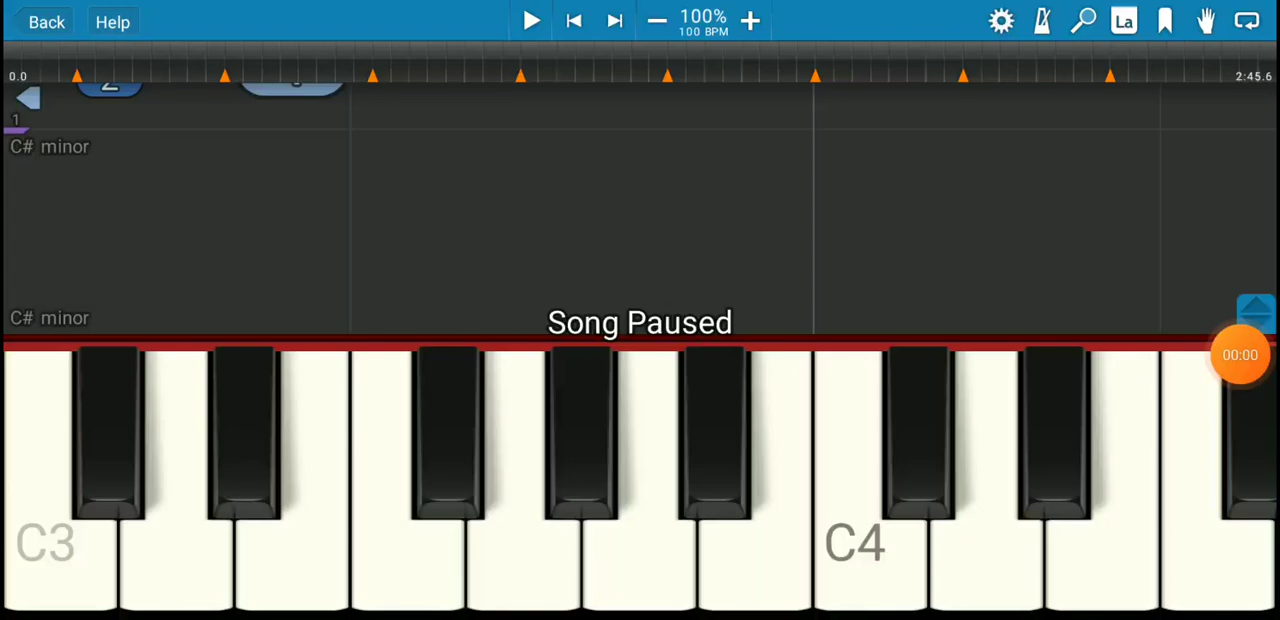 Back Help 100% La
100 BPM
0.0 2:45.6
2
1
C# minor
C# minor
Song Paused
00:00
C3 C4